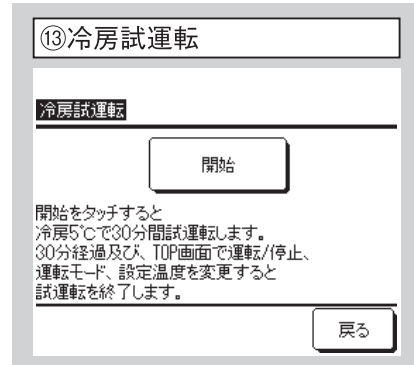 ⑬冷房試運転
冷房試運転
開始
開始をタッチすると
冷房5℃で30分間試運転します。
30分経過及び、TOP画面で運転/停止、
運転モード、設定温度を変更すると
試運転を終了します。
戻る